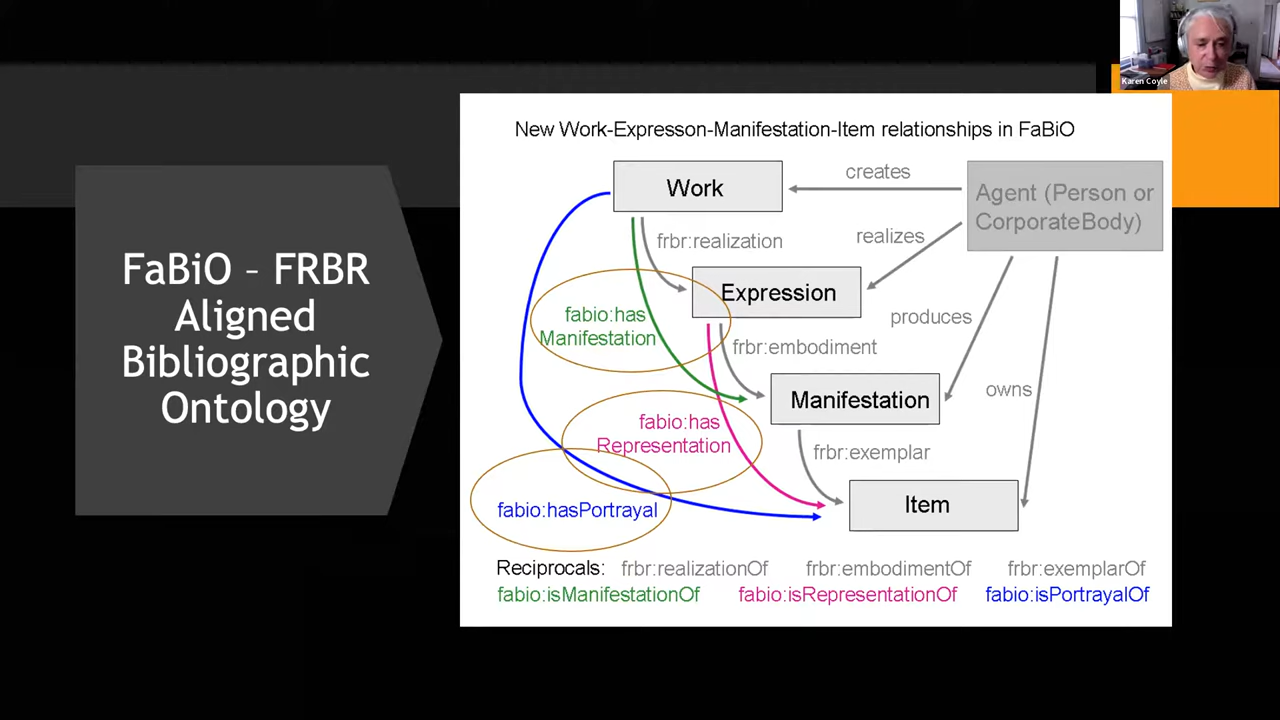 Karen Coyle
FaBiO – FRBR
Aligned
Bibliographic
Ontology
New Work-Expresson-Manifestation-Item relationships in FaBiO
Work
creates
Agent (Person or
CorporateBody)
frbr:realization
realizes
Expression
fabio:has
Manifestation
produces
frbr:embodiment
owns
Manifestation
fabio:has
Representation
frbr:exemplar
Item
fabio:hasPortrayal
Reciprocals: frbr:realizationOf frbr:embodimentOf frbr:exemplarOf
fabio:isManifestationOf fabio:isRepresentationOf fabio:isPortrayalOf